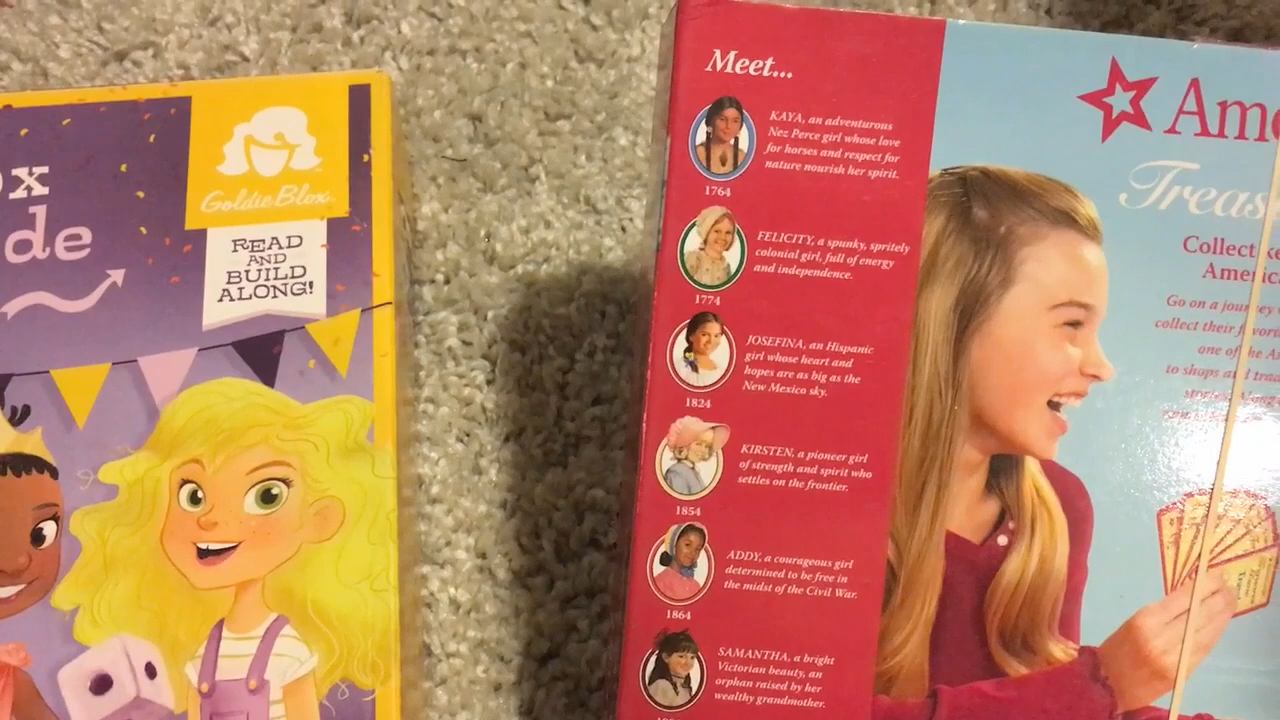 ox
de
GoldieBlox
READ
AND
BUILD
ALONG!
Meet...
KAYA, an adventurous
Nez Perce girl whose love
for horses and respect for
nature nourish her spirit.
1764
FELICITY, a spunky, spritely
colonial girl, full of energy
and independence.
1774
JOSEFINA, an Hispanic
girl whose heart and
hopes are as big as the
New Mexico sky.
1824
KIRSTEN, a pioneer girl
of strength and spirit who
settles on the frontier.
1854
ADDY, a courageous girl
determined to be free in
the midst of the Civil War.
1864
SAMANTHA, a bright
Victorian beauty, an
orphan raised by her
wealthy grandmother.
Ame
Treas
Collect
Americ
Go on a journey
collect their favori
one of the Am
to shops and trad